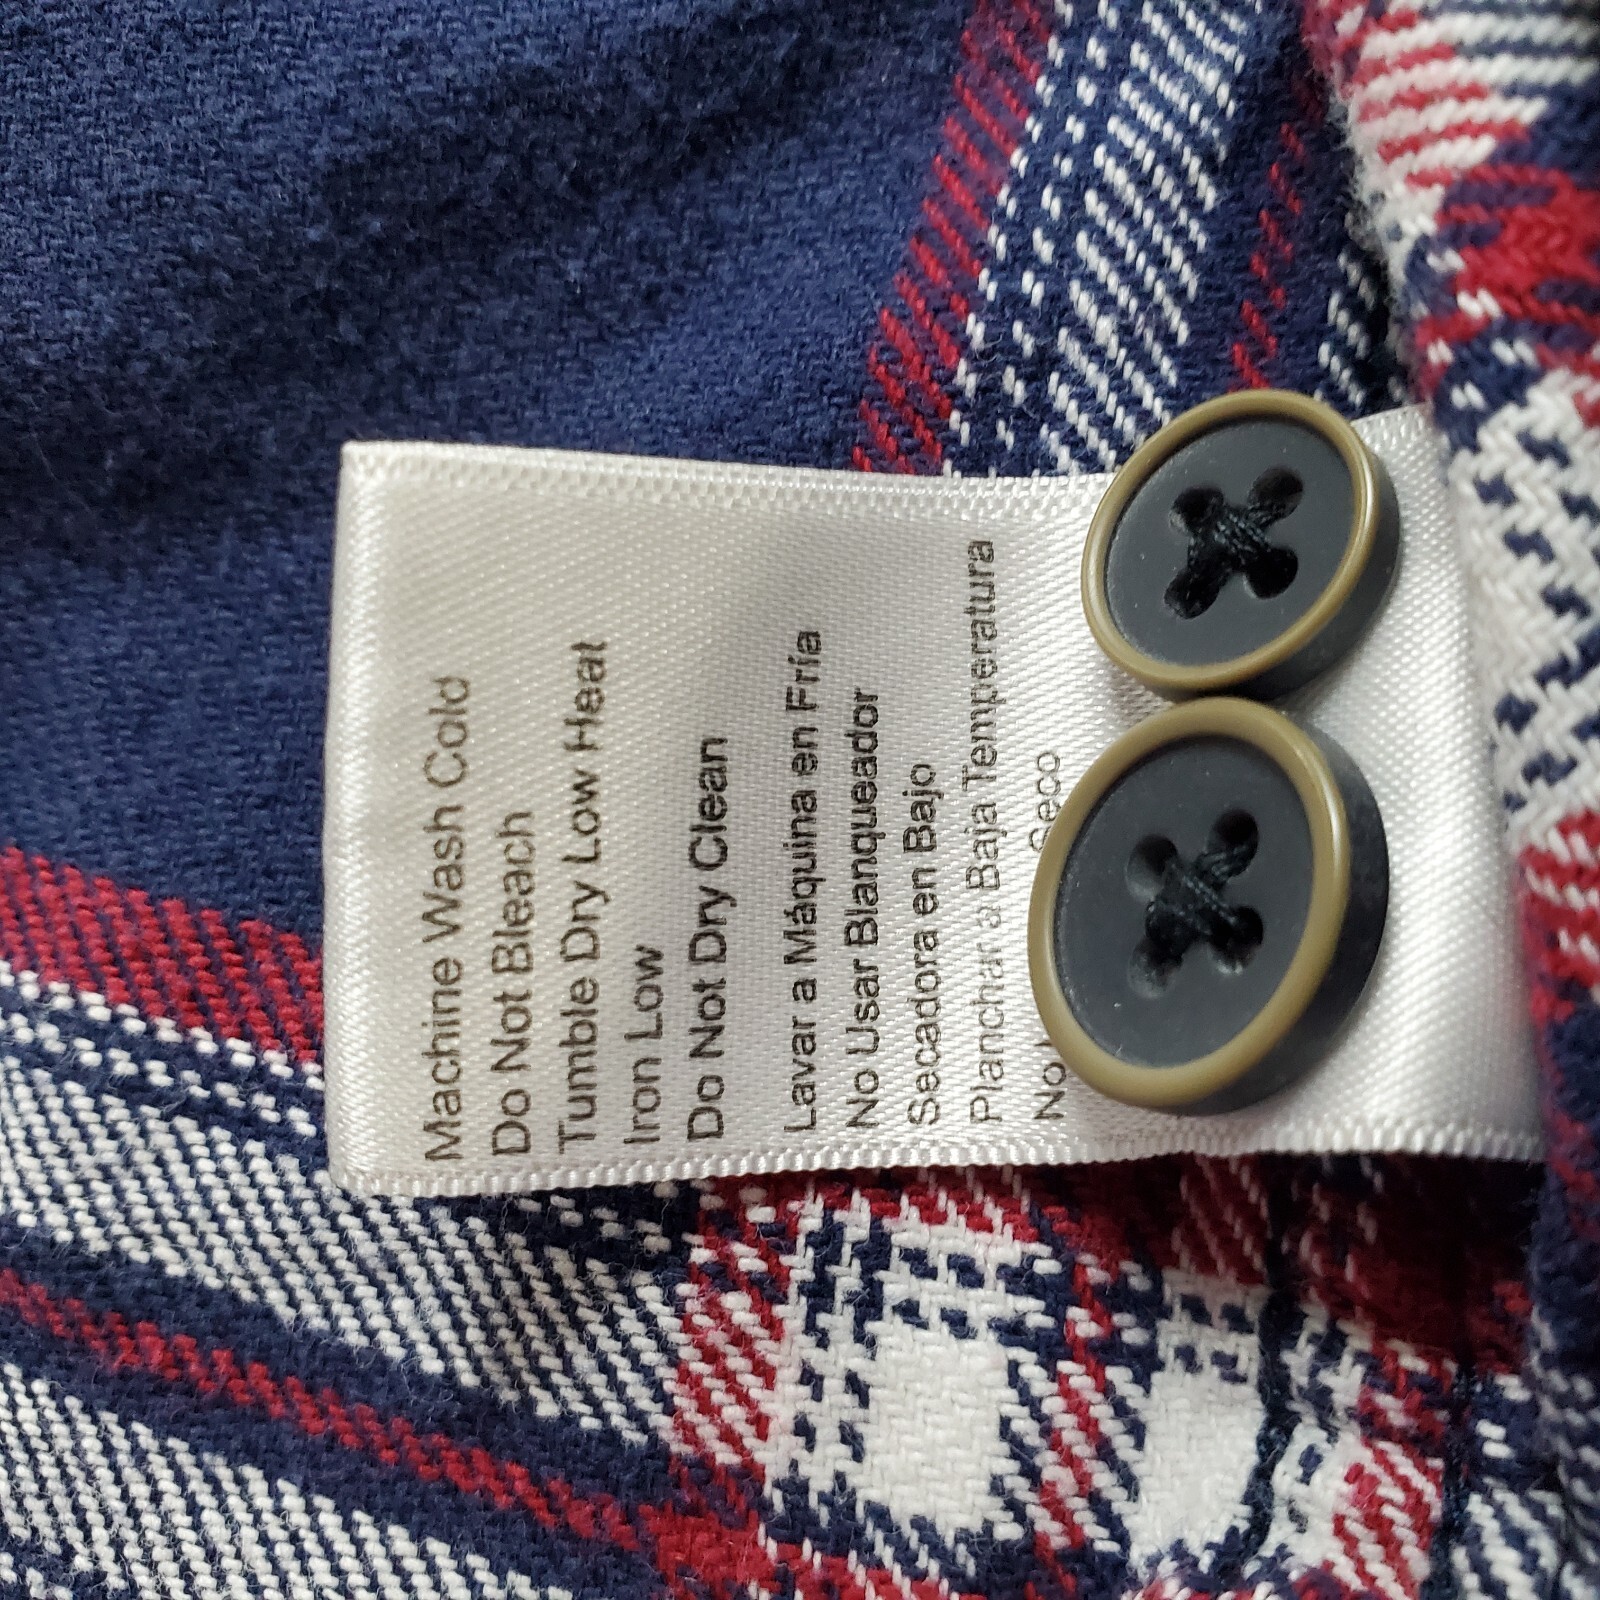 Machine Wash Cold
Do Not Bleach
Tumble Dry Low Heat
Iron Low
Do Not Dry Clean
Lavar a Máquina en Fría
No Usar Blanqueador
Secadora en Bajo
Planchar a Baja Temperatura
No Seco